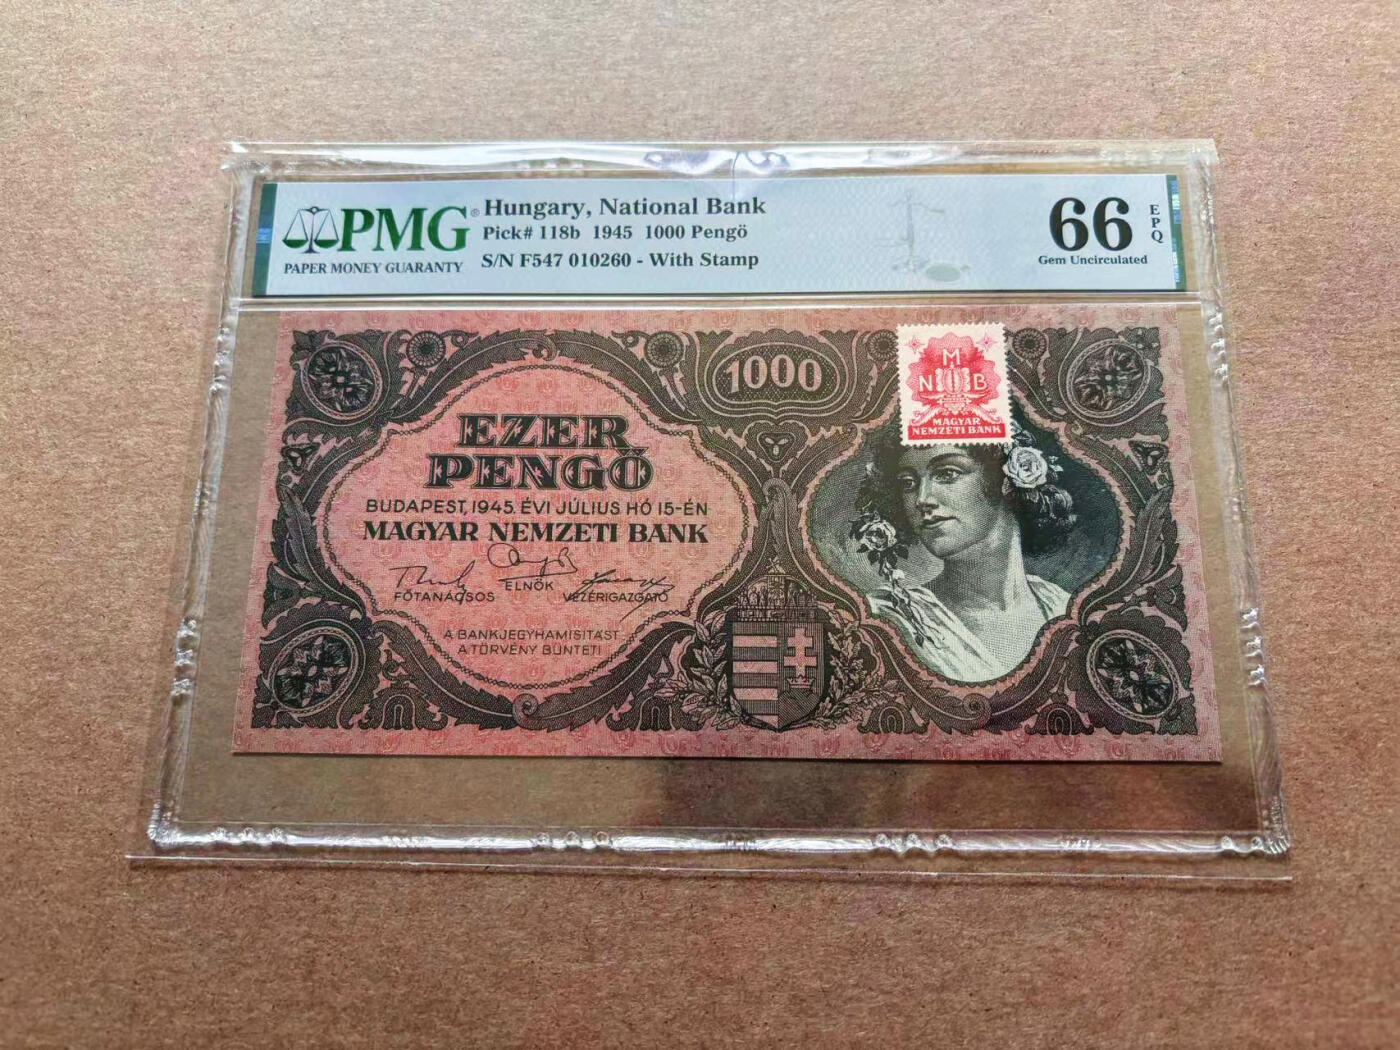 PMG®
PAPER MONEY GUARANTY
Hungary, National Bank
Pick# 118b 1945 1000 Pengö
S/N F547 010260 - With Stamp
66
EPQ
Gem Uncirculated
1000
M
N B
MAGYAR
NEMZETI BANK
EZER
PENGŐ
BUDAPEST, 1945. ÉVI JÚLIUS HÓ 15-ÉN
MAGYAR NEMZETI BANK
ELNÖK
FŐTANÁCSOS VEZÉRIGAZGATÓ
A BANKJEGYHAMISITÁST
A TÖRVÉNY BÜNTETI